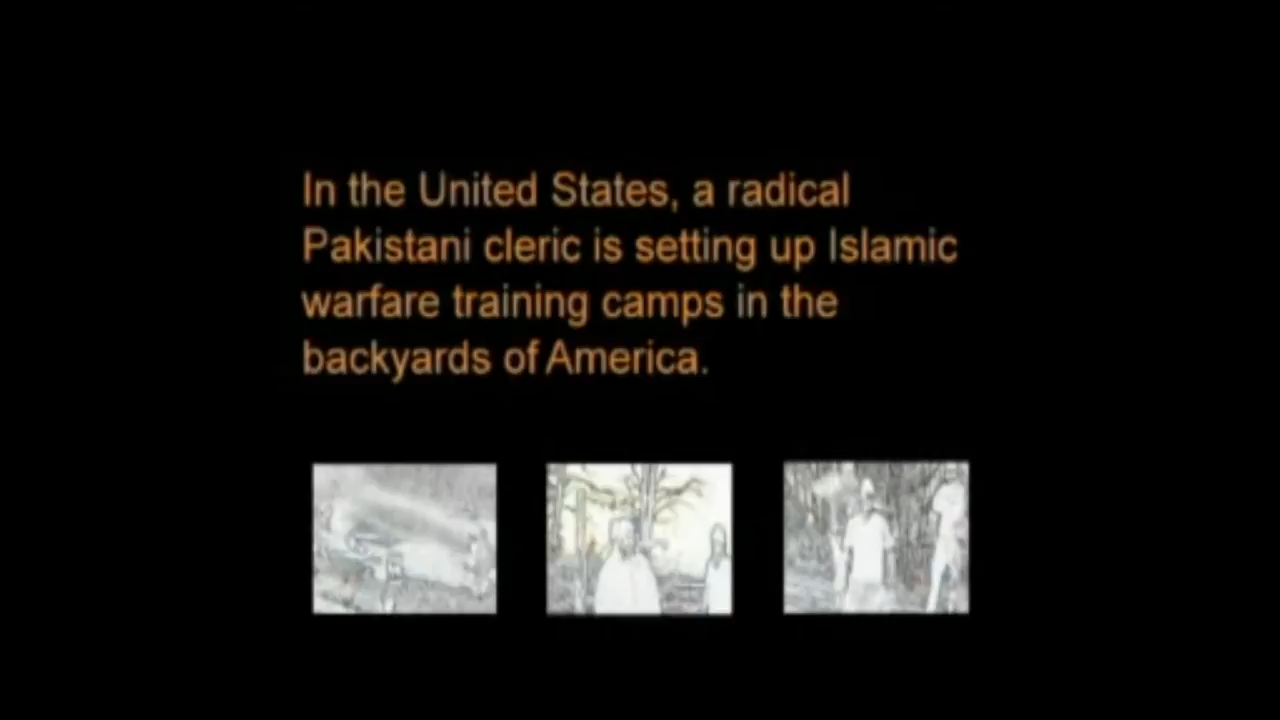 In the United States, a radical
Pakistani cleric is setting up Islamic
warfare training camps in the
backyards of America.